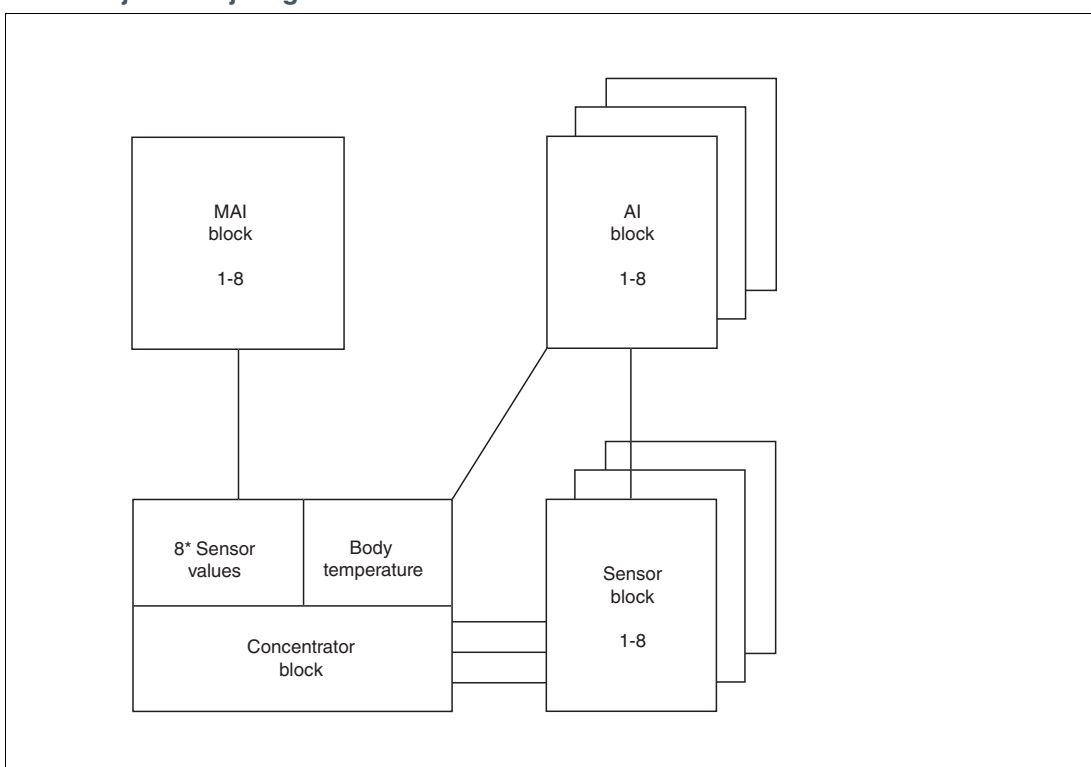 MAI
block
1-8
AI
block
1-8
8* Sensor
values
Body
temperature
Concentrator
block
Sensor
block
1-8